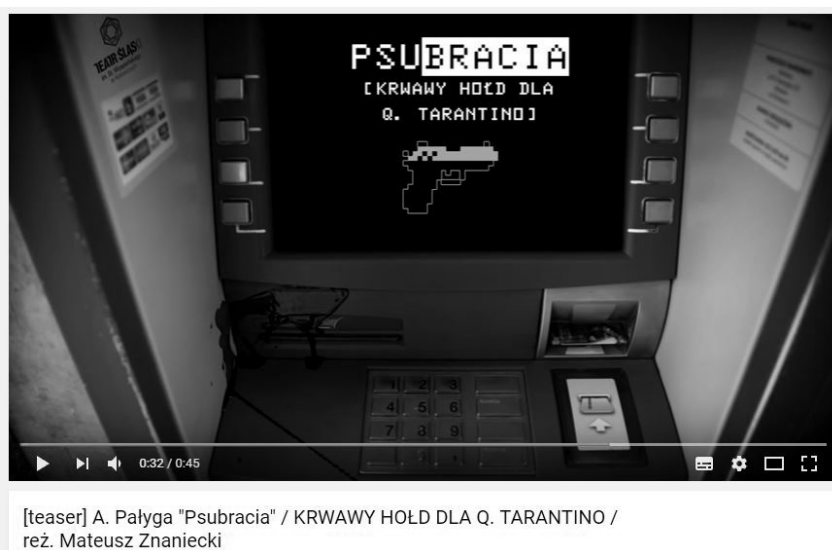 TEATR ŚLĄSKI
PSUBRACIA
[KRWAWY HOŁD DLA
Q. TARANTINO]
1 2 3
4 5 6
7 8 9
0:32 / 0:45
[teaser] A. Pałyga "Psubracia" / KRWAWY HOŁD DLA Q. TARANTINO /
reż. Mateusz Znaniecki